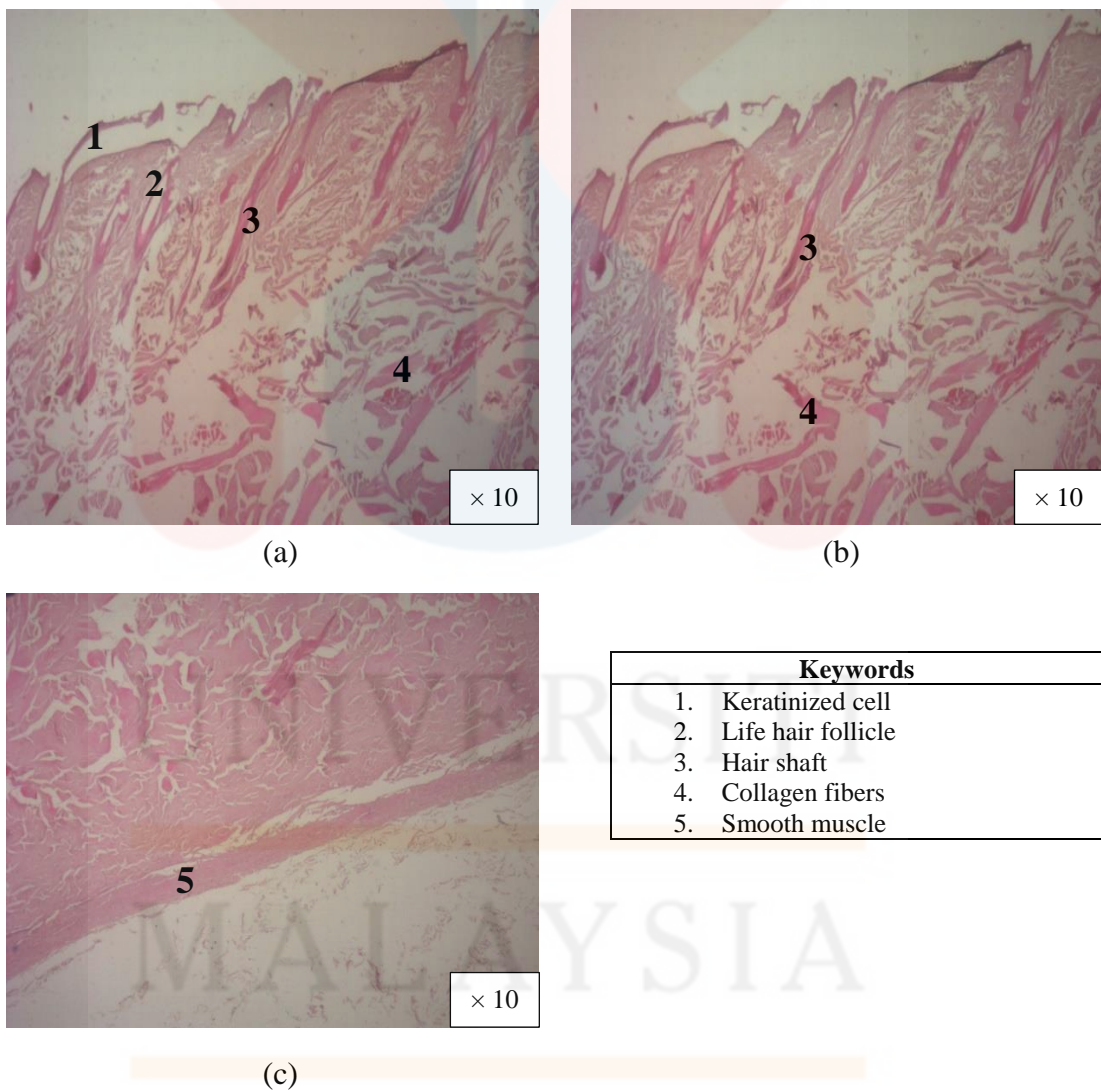 1
2
3
4
× 10
(a)
3
4
× 10
(b)
5
× 10
(c)
Keywords
1. Keratinized cell
2. Life hair follicle
3. Hair shaft
4. Collagen fibers
5. Smooth muscle
UNIVERSITI
MALAYSIA